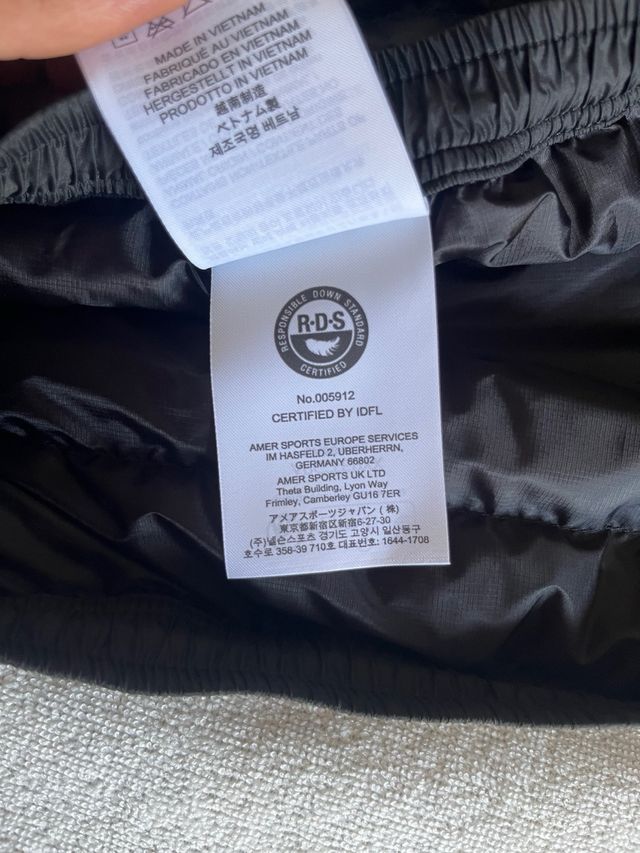 MADE IN VIETNAM
FABRIQUÉ AU VIETNAM
FABRICADO EN VIETNAM
HERGESTELLT IN VIETNAM
PRODOTTO IN VIETNAM
越南制造
ベトナム製
제조국명 베트남
RESPONSIBLE DOWN STANDARD
R·D·S
CERTIFIED
No.005912
CERTIFIED BY IDFL
AMER SPORTS EUROPE SERVICES
IM HASFELD 2, UBERHERRN,
GERMANY 66802
AMER SPORTS UK LTD
Theta Building, Lyon Way
Frimley, Camberley GU16 7ER
アメアスポーツジャパン (株)
東京都新宿区新宿6-27-30
(주)넬슨스포츠 경기도 고양시 일산동구
호수로 358-39 710호 대표번호: 1644-1708